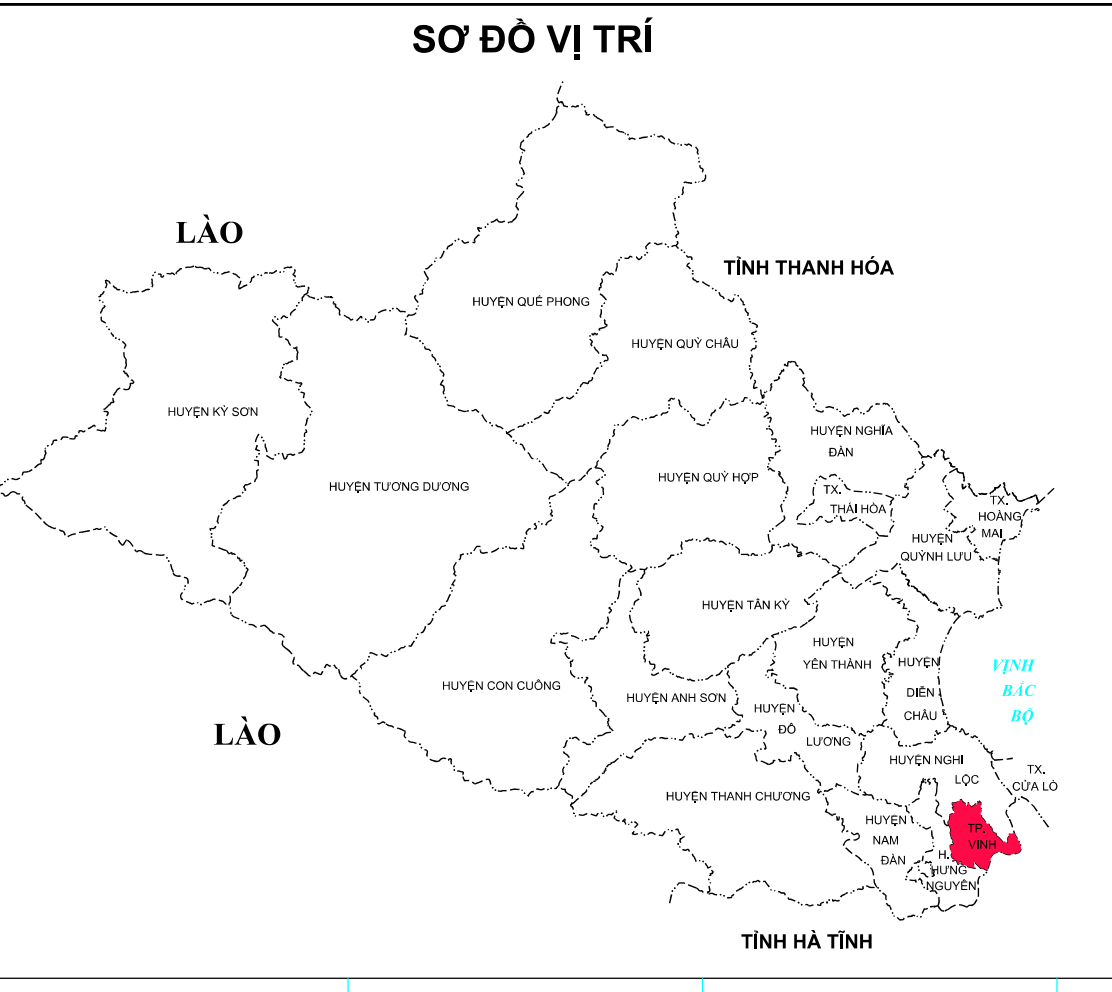 SƠ ĐỒ VỊ TRÍ
LÀO
TỈNH THANH HÓA
HUYỆN QUẾ PHONG
HUYỆN QUỲ CHÂU
HUYỆN KỲ SƠN
HUYỆN NGHĨA
ĐÀN
HUYỆN QUỲ HỢP
HUYỆN TƯƠNG DƯƠNG
TX.
THÁI HÒA
TX.
HOÀNG
MAI
HUYỆN
QUỲNH LƯU
HUYỆN TÂN KỲ
HUYỆN
YÊN THÀNH
HUYỆN
DIỄN
CHÂU
VỊNH
BẮC
BỘ
HUYỆN CON CUÔNG
HUYỆN ANH SƠN
HUYỆN
ĐÔ
LƯƠNG
LÀO
HUYỆN NGHI
LỘC
TX.
CỬA LÒ
HUYỆN THANH CHƯƠNG
HUYỆN
NAM
ĐÀN
TP.
VINH
H.
HƯNG
NGUYÊN
TỈNH HÀ TĨNH